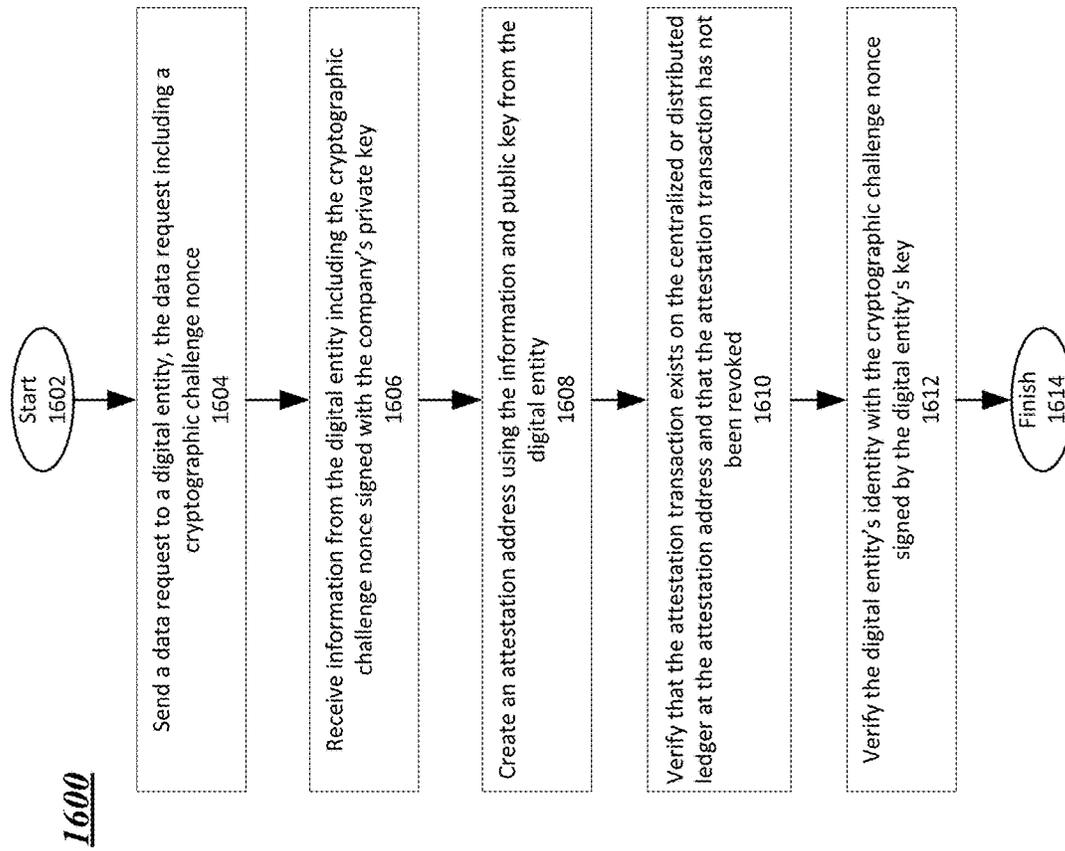 1600
Start
1602
Send a data request to a digital entity, the data request including a
cryptographic challenge nonce
1604
Receive information from the digital entity including the cryptographic
challenge nonce signed with the company's private key
1606
Create an attestation address using the information cend public key from the
digital entity
1608
Verify that the attestation transaction exists on the centralized or distributed
ledger at the attestation address and that the attestation transaction has not
been revoked
1610
Verify the digital entity's identity with the cryptographic challenge nonce
signed by the digital entity's key
1612
Finish
1614